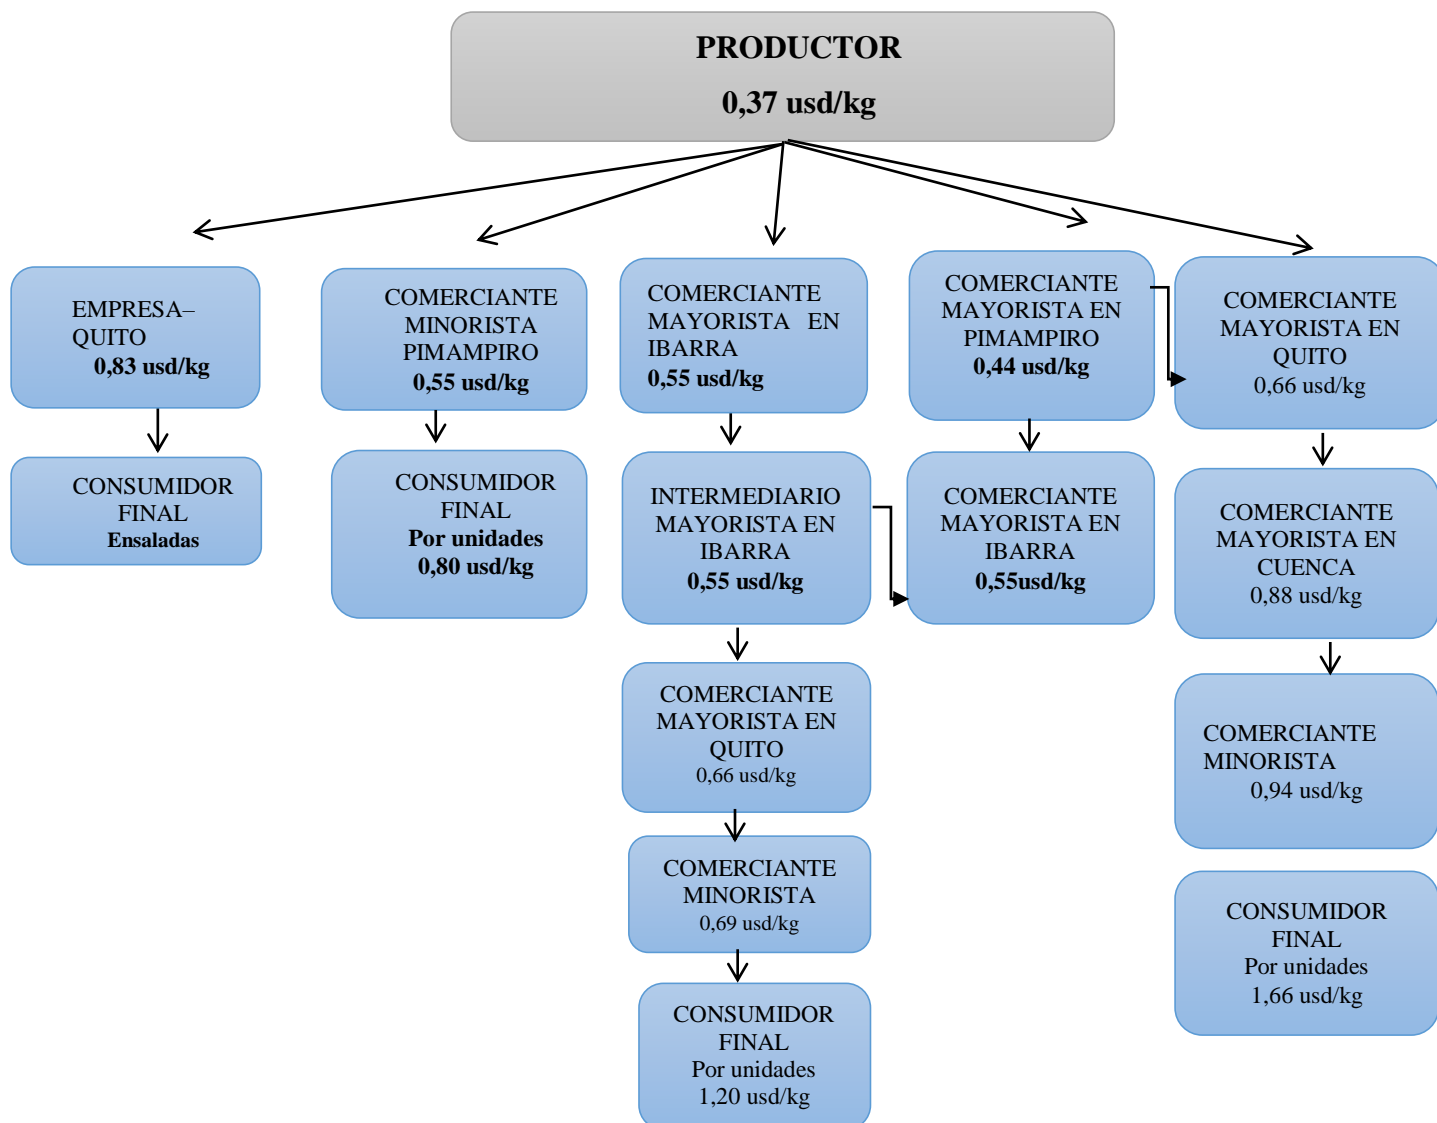 PRODUCTOR
0,37 usd/kg
EMPRESA–
QUITO
0,83 usd/kg
CONSUMIDOR
FINAL
Ensaladas
COMERCIANTE
MINORISTA
PIMAMPIRO
0,55 usd/kg
CONSUMIDOR
FINAL
Por unidades
0,80 usd/kg
COMERCIANTE
MAYORISTA EN
IBARRA
0,55 usd/kg
INTERMEDIARIO
MAYORISTA EN
IBARRA
0,55 usd/kg
COMERCIANTE
MAYORISTA EN
QUITO
0,66 usd/kg
COMERCIANTE
MINORISTA
0,69 usd/kg
CONSUMIDOR
FINAL
Por unidades
1,20 usd/kg
COMERCIANTE
MAYORISTA EN
PIMAMPIRO
0,44 usd/kg
COMERCIANTE
MAYORISTA EN
IBARRA
0,55usd/kg
COMERCIANTE
MAYORISTA EN
QUITO
0,66 usd/kg
COMERCIANTE
MAYORISTA EN
CUENCA
0,88 usd/kg
COMERCIANTE
MINORISTA
0,94 usd/kg
CONSUMIDOR
FINAL
Por unidades
1,66 usd/kg